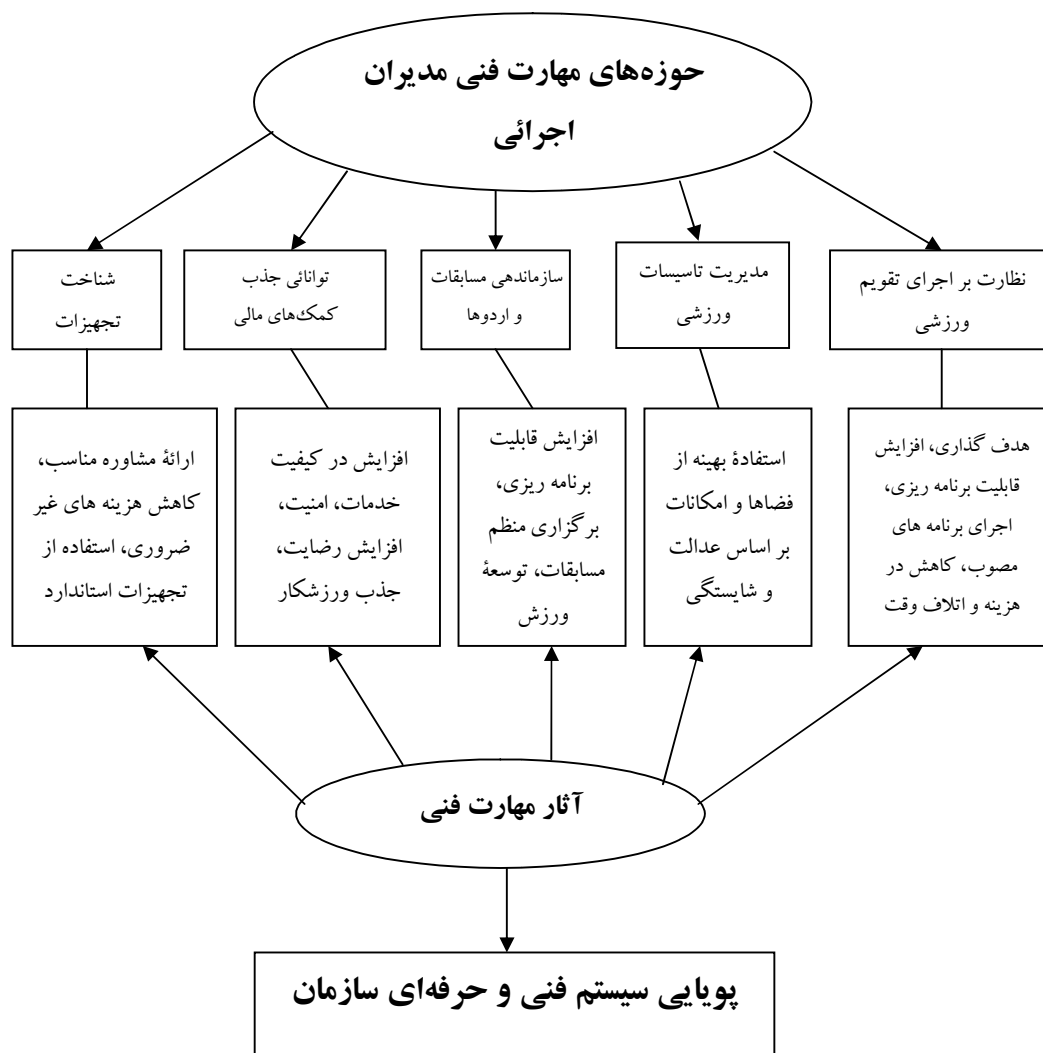 حوزه‌های مهارت فنی مدیران
اجرائی
نظارت بر اجرای تقویم
ورزشی
مدیریت تاسیسات
ورزشی
سازماندهی مسابقات
و اردوها
توانائی جذب
کمک‌های مالی
شناخت
تجهیزات
هدف گذاری، افزایش
قابلیت برنامه ریزی،
اجرای برنامه های
مصوب، کاهش در
هزینه و اتلاف وقت
استفادۀ بهینه از
فضاها و امکانات
بر اساس عدالت
و شایستگی
افزایش قابلیت
برنامه ریزی،
برگزاری منظم
مسابقات، توسعۀ
ورزش
افزایش در کیفیت
خدمات، امنیت،
افزایش رضایت،
جذب ورزشکار
ارائۀ مشاوره مناسب،
کاهش هزینه های غیر
ضروری، استفاده از
تجهیزات استاندارد
آثار مهارت فنی
پویایی سیستم فنی و حرفه‌ای سازمان